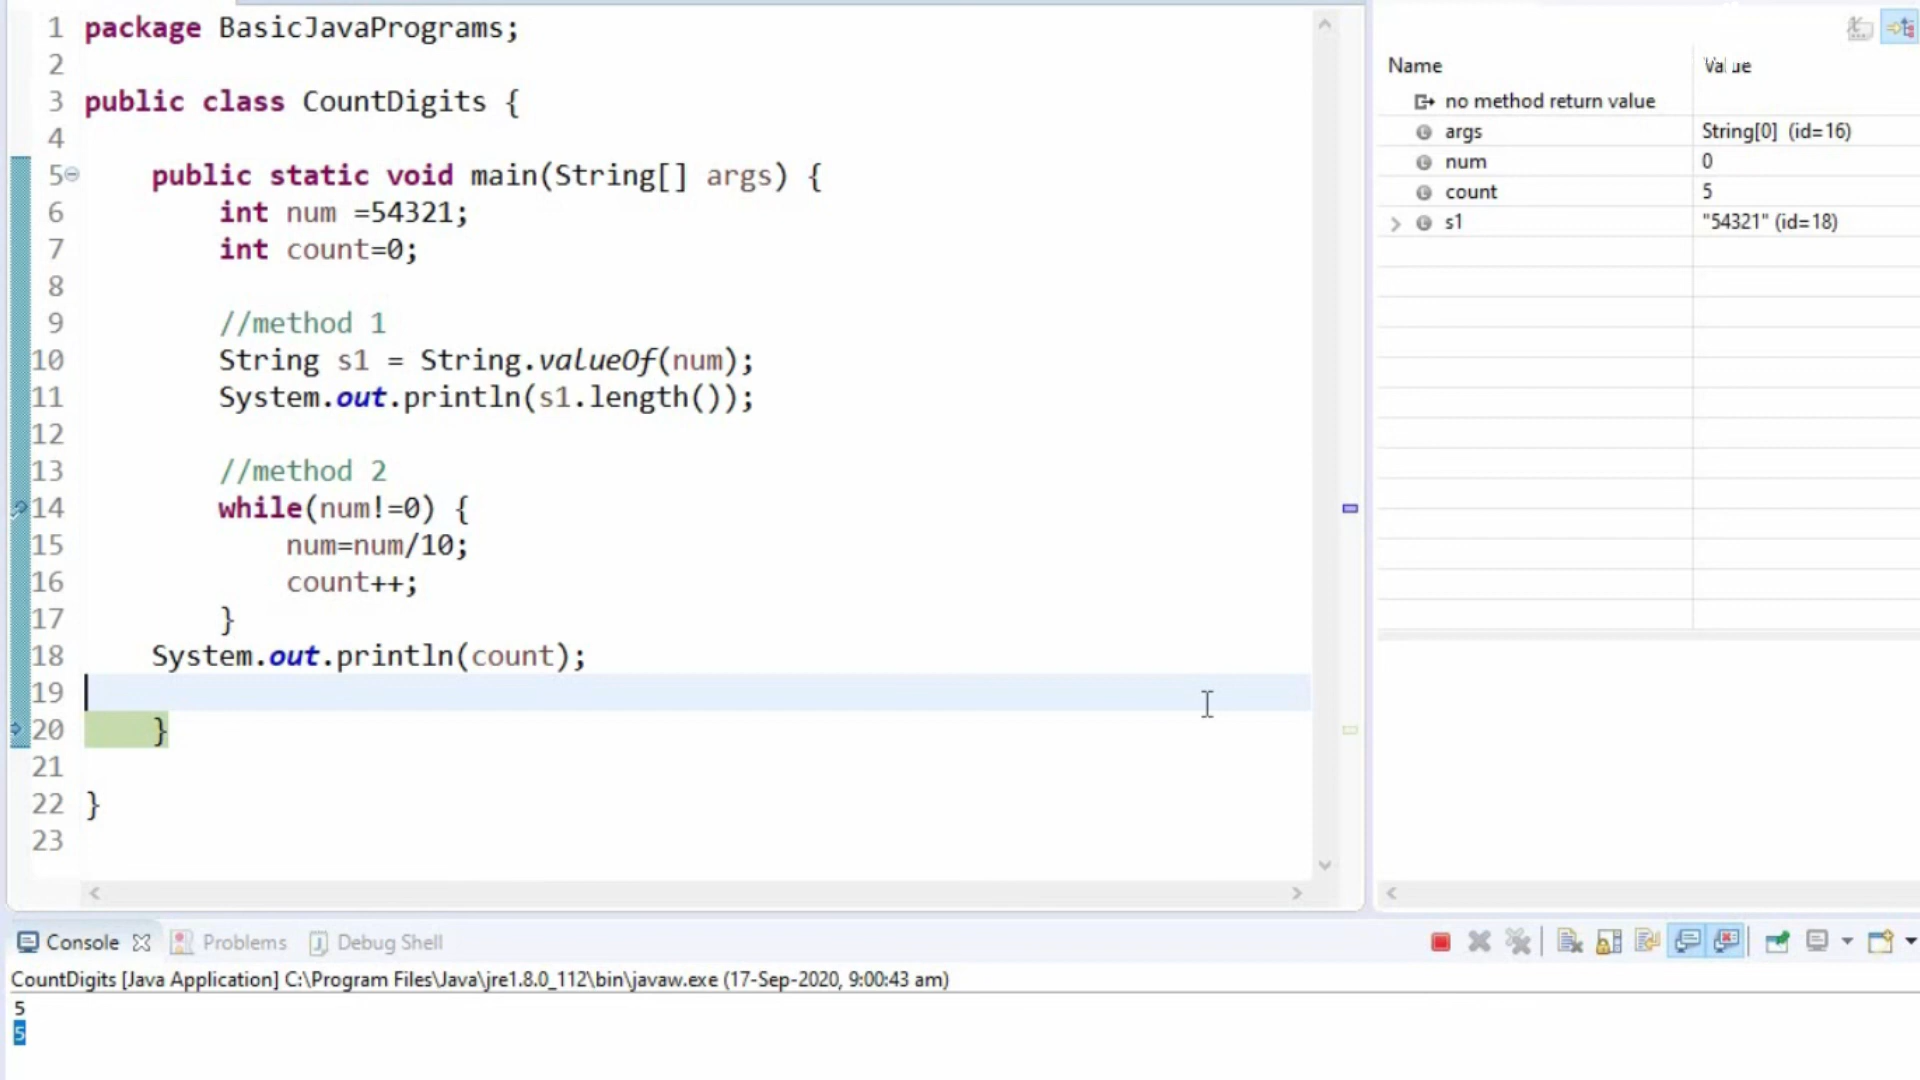 1 package BasicJavaPrograms;
2
3 public class CountDigits {
4
5 public static void main(String[] args) {
6 int num =54321;
7 int count=0;
8
9 //method 1
10 String s1 = String.valueOf(num);
11 System.out.println(s1.length());
12
13 //method 2
14 while(num!=0) {
15 num=num/10;
16 count++;
17 }
18 System.out.println(count);
19
20 }
21
22 }
23
Name Value
no method return value
args String[0] (id=16)
num 0
count 5
s1 "54321" (id=18)
Console Problems Debug Shell
CountDigits [Java Application] C:\Program Files\Java\jre1.8.0_112\bin\javaw.exe (17-Sep-2020, 9:00:43 am)
5
5